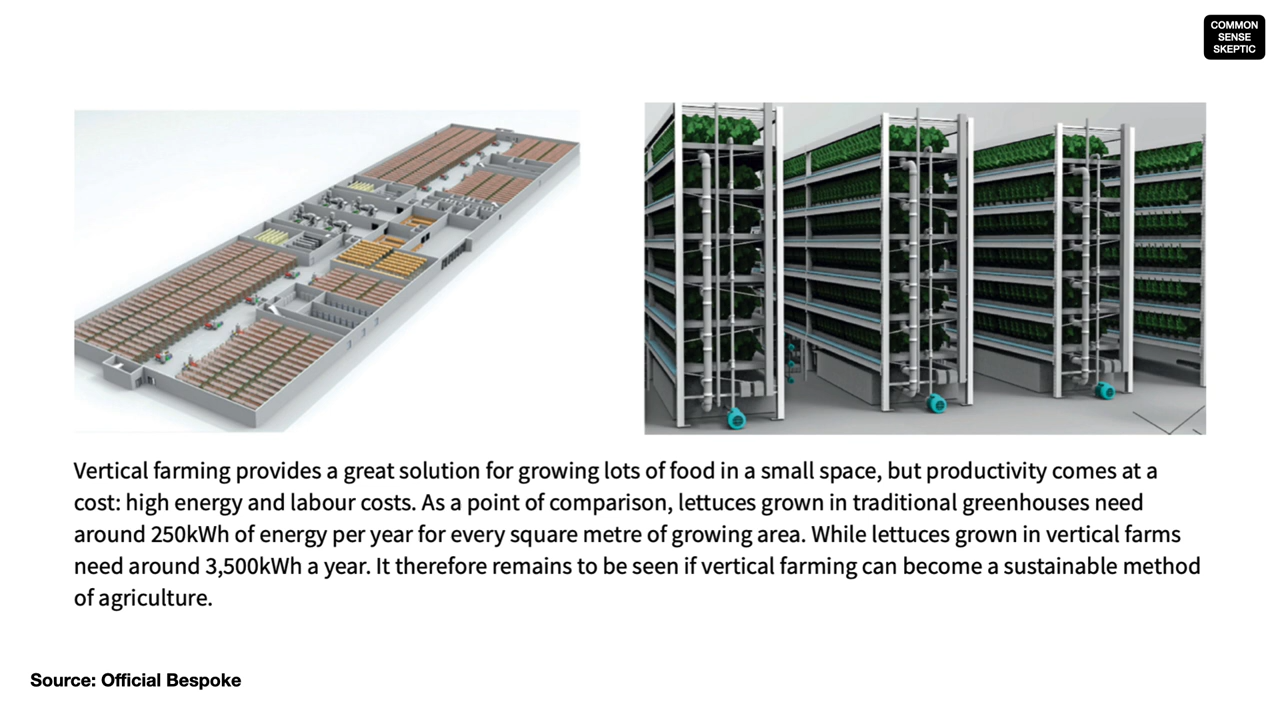 COMMON
SENSE
SKEPTIC
Vertical farming provides a great solution for growing lots of food in a small space, but productivity comes at a
cost: high energy and labour costs. As a point of comparison, lettuces grown in traditional greenhouses need
around 250kWh of energy per year for every square metre of growing area. While lettuces grown in vertical farms
need around 3,500kWh a year. It therefore remains to be seen if vertical farming can become a sustainable method
of agriculture.
Source: Official Bespoke